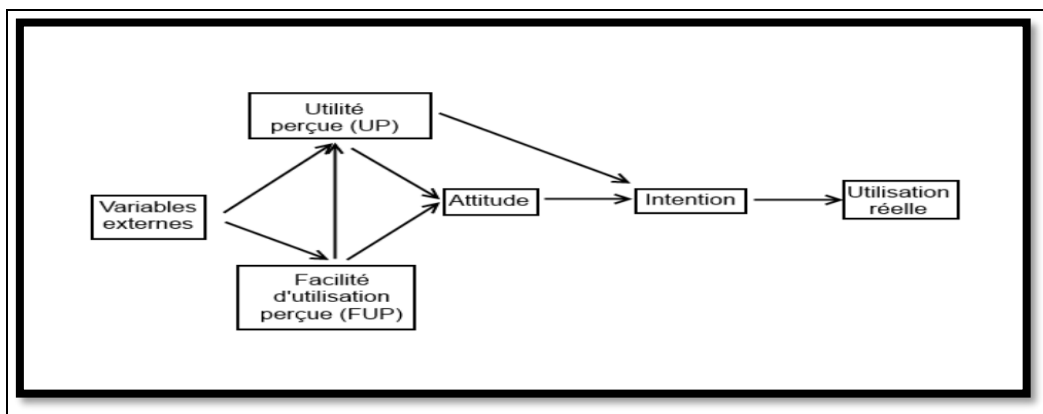 Utilité
perçue (UP)
Variables
externes
Attitude
Intention
Utilisation
réelle
Facilité
d'utilisation
perçue (FUP)